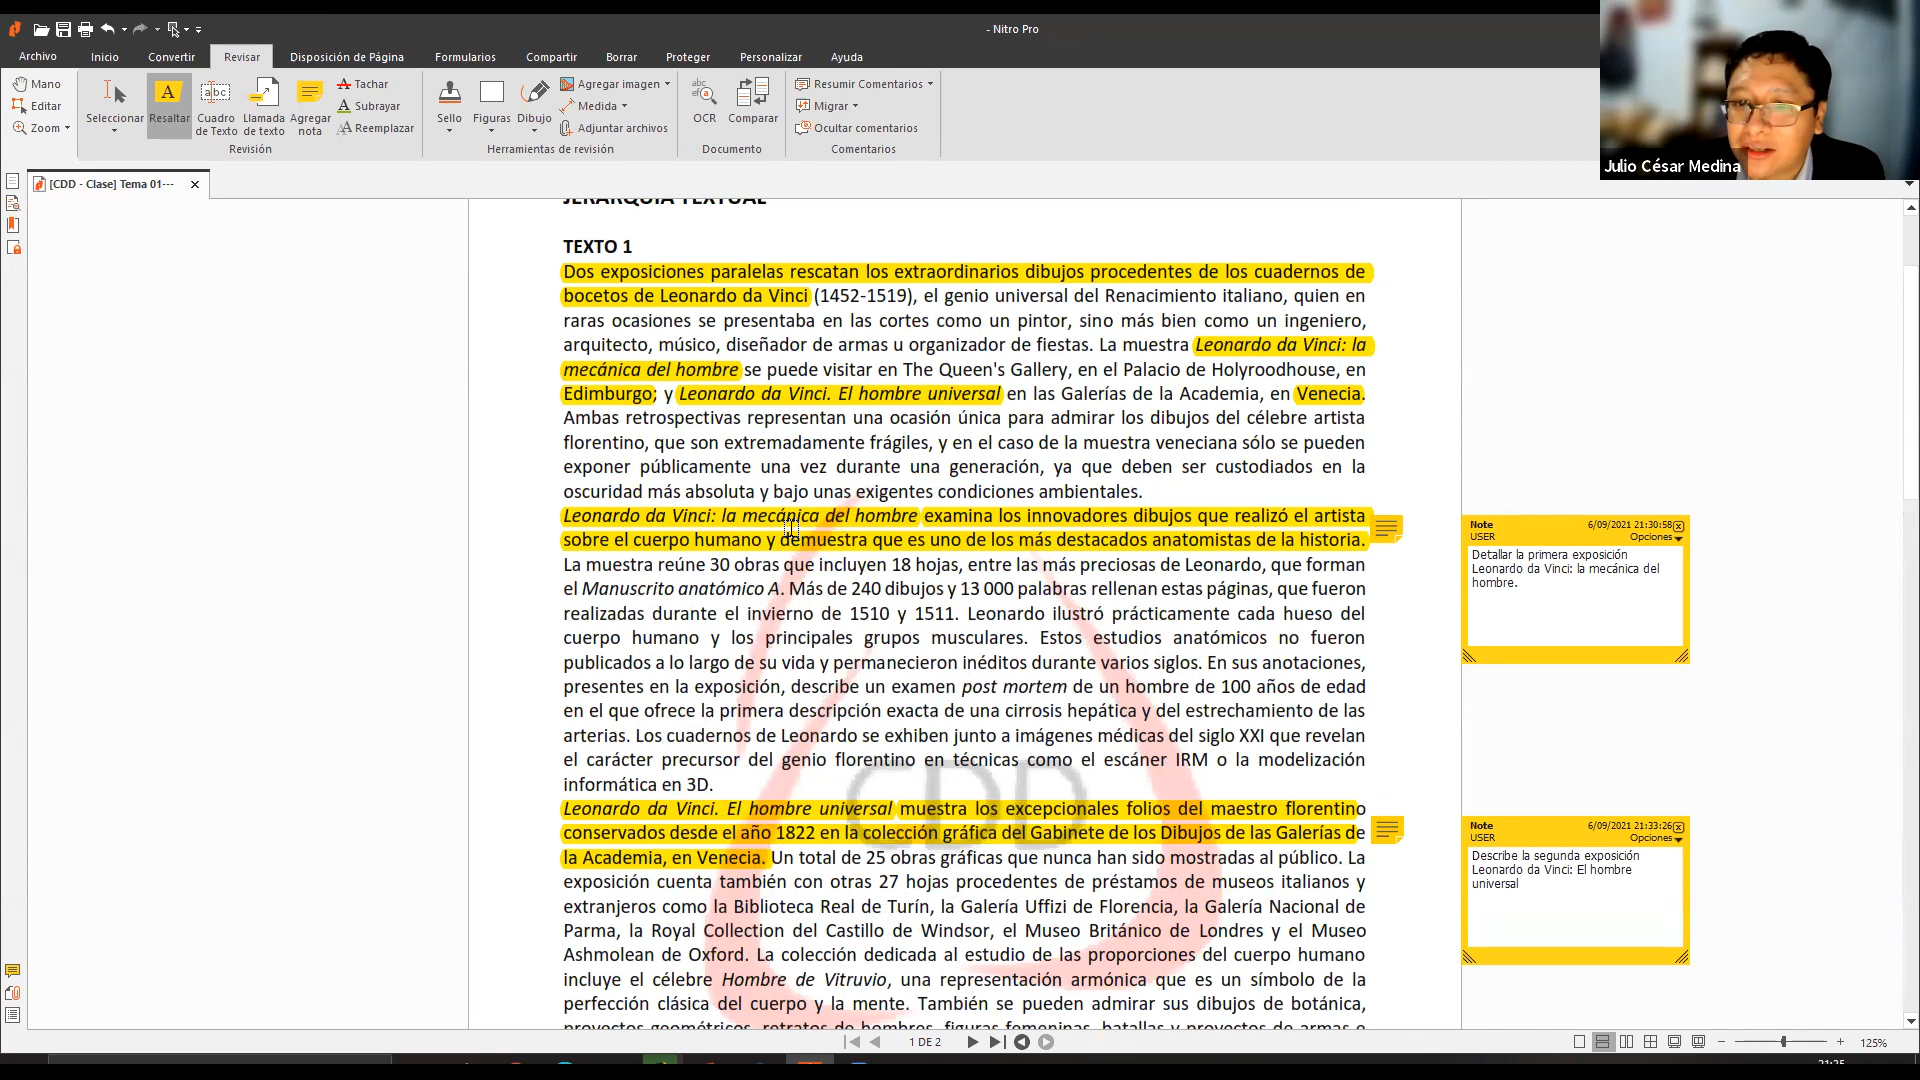 - Nitro Pro
Archivo Inicio Convertir Revisar Disposición de Página Formularios Compartir Borrar Proteger Personalizar Ayuda
Mano
Editar
Zoom
Seleccionar
A
Resaltar
abc
Cuadro de Texto
Llamada de texto
Agregar nota
Tachar
Subrayar
Reemplazar
Revisión
Sello
Figuras
Dibujo
Agregar imagen
Medida
Adjuntar archivos
Herramientas de revisión
abc
OCR
Comparar
Documento
Resumir Comentarios
Migrar
Ocultar comentarios
Comentarios
Julio César Medina
[CDD - Clase] Tema 01---
JERARQUÍA TEXTUAL
TEXTO 1
Dos exposiciones paralelas rescatan los extraordinarios dibujos procedentes de los cuadernos de
bocetos de Leonardo da Vinci (1452-1519), el genio universal del Renacimiento italiano, quien en
raras ocasiones se presentaba en las cortes como un pintor, sino más bien como un ingeniero,
arquitecto, músico, diseñador de armas u organizador de fiestas. La muestra Leonardo da Vinci: la
mecánica del hombre se puede visitar en The Queen's Gallery, en el Palacio de Holyroodhouse, en
Edimburgo; y Leonardo da Vinci. El hombre universal en las Galerías de la Academia, en Venecia.
Ambas retrospectivas representan una ocasión única para admirar los dibujos del célebre artista
florentino, que son extremadamente frágiles, y en el caso de la muestra veneciana sólo se pueden
exponer públicamente una vez durante una generación, ya que deben ser custodiados en la
oscuridad más absoluta y bajo unas exigentes condiciones ambientales.
Leonardo da Vinci: la mecánica del hombre examina los innovadores dibujos que realizó el artista
sobre el cuerpo humano y demuestra que es uno de los más destacados anatomistas de la historia.
La muestra reúne 30 obras que incluyen 18 hojas, entre las más preciosas de Leonardo, que forman
el Manuscrito anatómico A. Más de 240 dibujos y 13 000 palabras rellenan estas páginas, que fueron
realizadas durante el invierno de 1510 y 1511. Leonardo ilustró prácticamente cada hueso del
cuerpo humano y los principales grupos musculares. Estos estudios anatómicos no fueron
publicados a lo largo de su vida y permanecieron inéditos durante varios siglos. En sus anotaciones,
presentes en la exposición, describe un examen post mortem de un hombre de 100 años de edad
en el que ofrece la primera descripción exacta de una cirrosis hepática y del estrechamiento de las
arterias. Los cuadernos de Leonardo se exhiben junto a imágenes médicas del siglo XXI que revelan
el carácter precursor del genio florentino en técnicas como el escáner IRM o la modelización
informática en 3D.
Leonardo da Vinci. El hombre universal muestra los excepcionales folios del maestro florentino
conservados desde el año 1822 en la colección gráfica del Gabinete de los Dibujos de las Galerías de
la Academia, en Venecia. Un total de 25 obras gráficas que nunca han sido mostradas al público. La
exposición cuenta también con otras 27 hojas procedentes de préstamos de museos italianos y
extranjeros como la Biblioteca Real de Turín, la Galería Uffizi de Florencia, la Galería Nacional de
Parma, la Royal Collection del Castillo de Windsor, el Museo Británico de Londres y el Museo
Ashmolean de Oxford. La colección dedicada al estudio de las proporciones del cuerpo humano
incluye el célebre Hombre de Vitruvio, una representación armónica que es un símbolo de la
perfección clásica del cuerpo y la mente. También se pueden admirar sus dibujos de botánica,
proyectos geométricos, retratos de hombres, figuras femeninas, batallas y proyectos de armas e
CDD
Note 6/09/2021 21:30:58
USER Opciones
Detallar la primera exposición
Leonardo da Vinci: la mecánica del
hombre.
Note 6/09/2021 21:33:26
USER Opciones
Describe la segunda exposición
Leonardo da Vinci: El hombre
universal
1 DE 2
125%